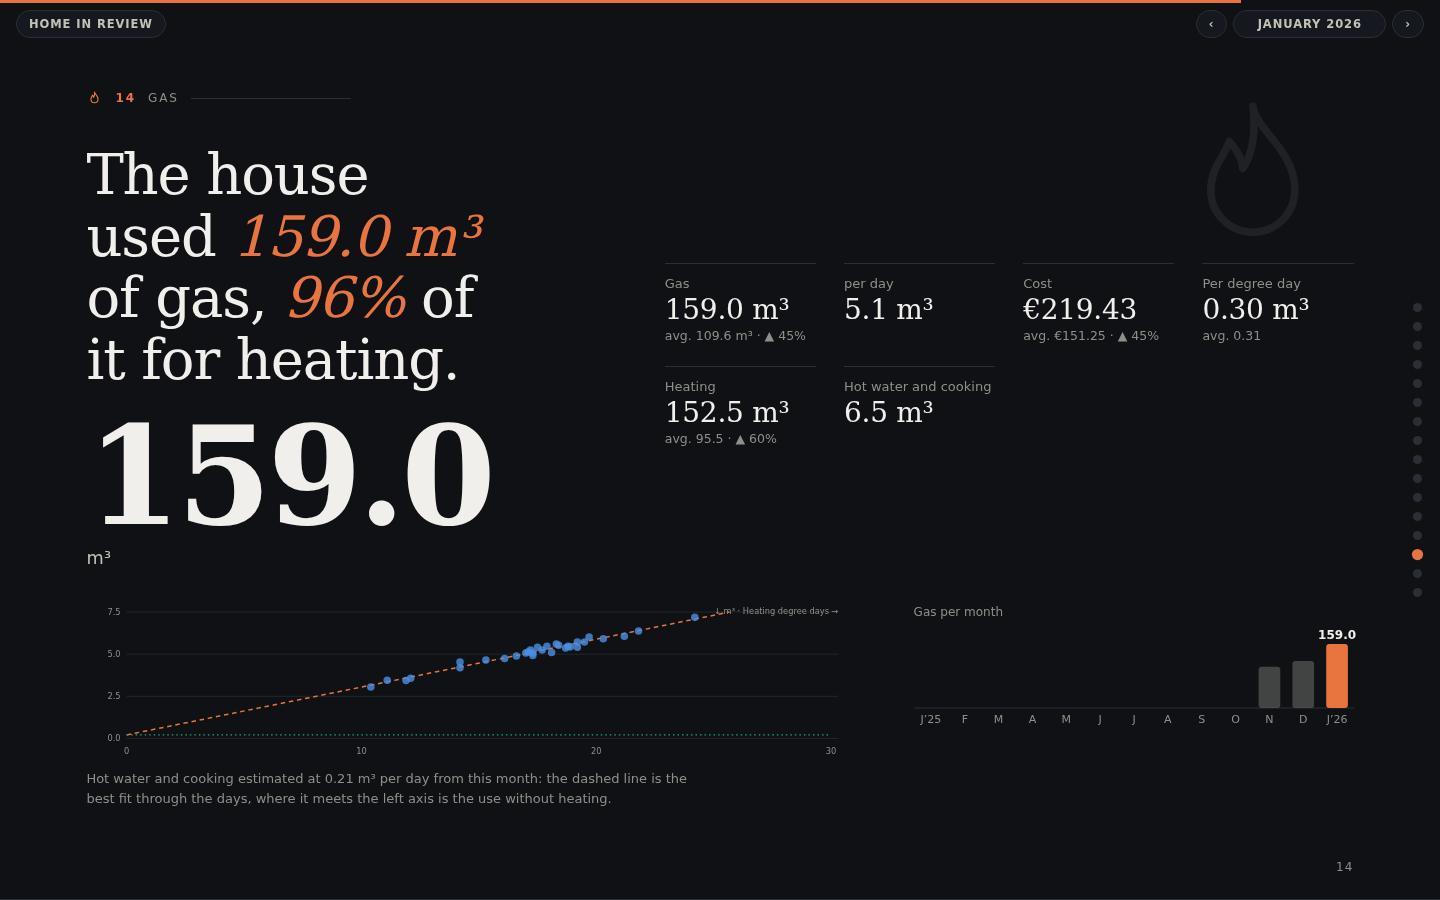 HOME IN REVIEW
‹ JANUARY 2026 ›
14 GAS
The house
used 159.0 m³
of gas, 96% of
it for heating.
159.0
m³
Gas
159.0 m³
avg. 109.6 m³ · ▲ 45%
per day
5.1 m³
Cost
€219.43
avg. €151.25 · ▲ 45%
Per degree day
0.30 m³
avg. 0.31
Heating
152.5 m³
avg. 95.5 · ▲ 60%
Hot water and cooking
6.5 m³
7.5
5.0
2.5
0.0
0 10 20 30
m³ · Heating degree days →
Hot water and cooking estimated at 0.21 m³ per day from this month: the dashed line is the
best fit through the days, where it meets the left axis is the use without heating.
Gas per month
159.0
J’25 F M A M J J A S O N D J’26
14